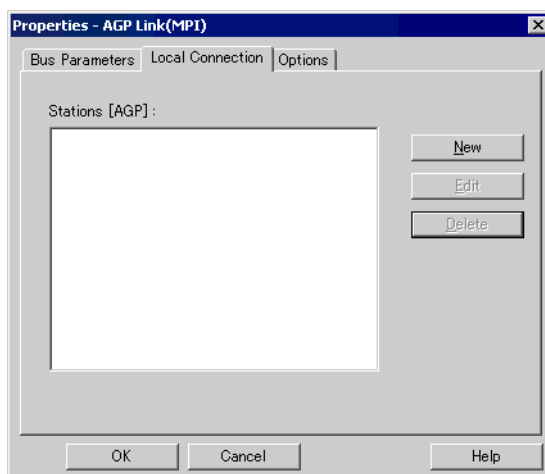 Properties - AGP Link(MPI)
Bus Parameters Local Connection Options
Stations [AGP] :
New
Edit
Delete
OK Cancel Help